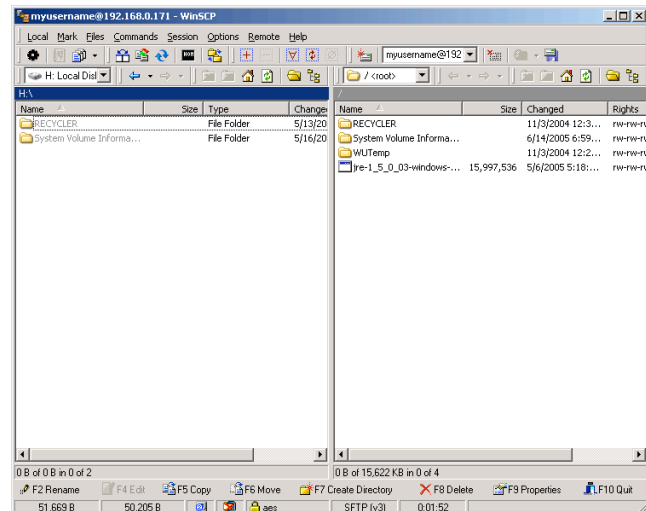 myusername@192.168.0.171 - WinSCP
Local Mark Files Commands Session Options Remote Help
myusername@192
H: Local Disl
/ <root>
H:\
/
Name Size Type Change
Name Size Changed Rights
RECYCLER File Folder 5/13/20
RECYCLER 11/3/2004 12:3... rw-rw-r
System Volume Informa... File Folder 5/16/20
System Volume Informa... 6/14/2005 6:59... rw-rw-r
WUTemp 11/3/2004 12:2... rw-rw-r
jre-1_5_0_03-windows-... 15,997,536 5/6/2005 5:18:... rw-rw-r
0 B of 0 B in 0 of 2
0 B of 15,622 KB in 0 of 4
F2 Rename F4 Edit F5 Copy F6 Move F7 Create Directory F8 Delete F9 Properties F10 Quit
51.669 B 50.205 B aes SFTP (v3) 0:01:52